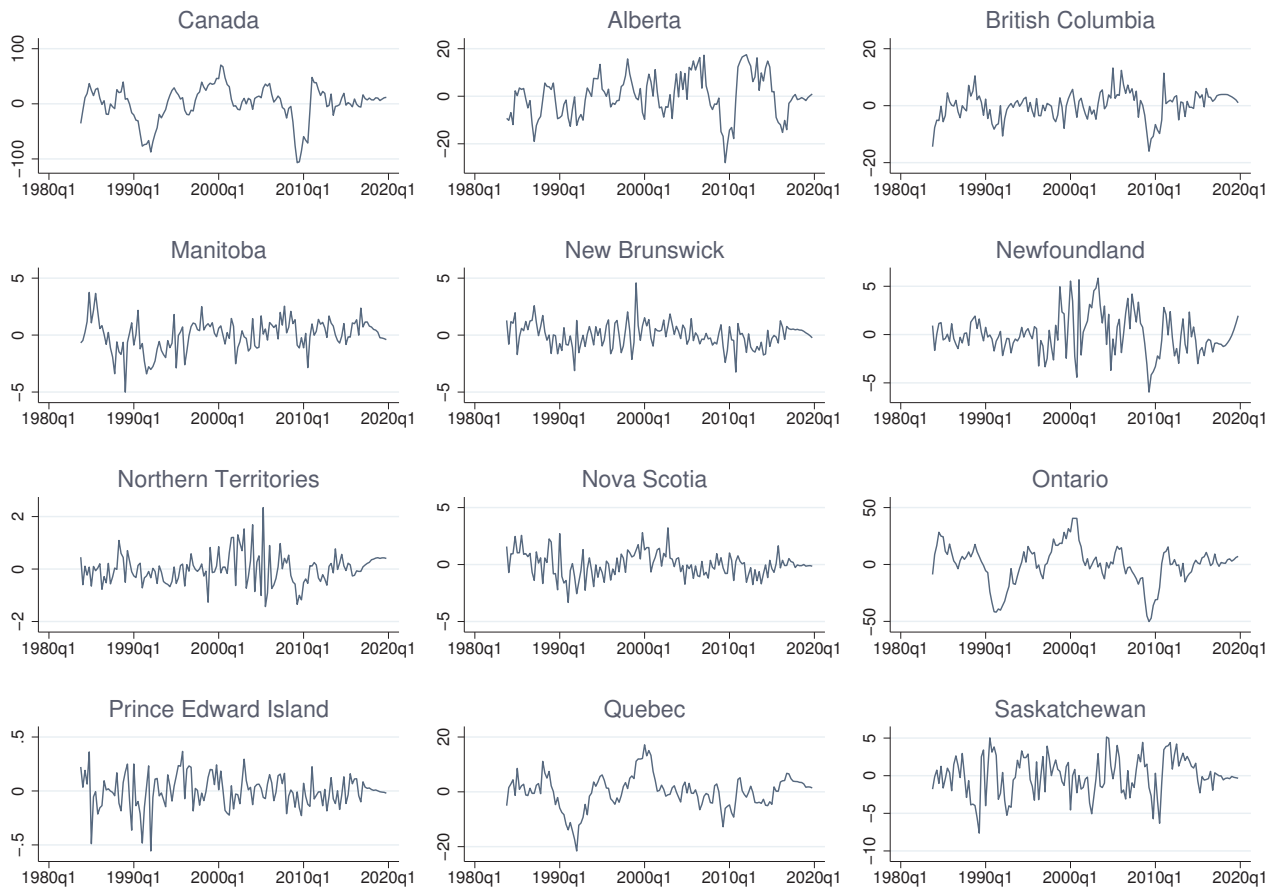 Canada
100
0
−100
1980q1 1990q1 2000q1 2010q1 2020q1
Alberta
20
0
−20
1980q1 1990q1 2000q1 2010q1 2020q1
British Columbia
20
0
−20
1980q1 1990q1 2000q1 2010q1 2020q1
Manitoba
5
0
−5
1980q1 1990q1 2000q1 2010q1 2020q1
New Brunswick
5
0
−5
1980q1 1990q1 2000q1 2010q1 2020q1
Newfoundland
5
0
−5
1980q1 1990q1 2000q1 2010q1 2020q1
Northern Territories
2
0
−2
1980q1 1990q1 2000q1 2010q1 2020q1
Nova Scotia
5
0
−5
1980q1 1990q1 2000q1 2010q1 2020q1
Ontario
50
0
−50
1980q1 1990q1 2000q1 2010q1 2020q1
Prince Edward Island
.5
0
−.5
1980q1 1990q1 2000q1 2010q1 2020q1
Quebec
20
0
−20
1980q1 1990q1 2000q1 2010q1 2020q1
Saskatchewan
5
0
−5
−10
1980q1 1990q1 2000q1 2010q1 2020q1